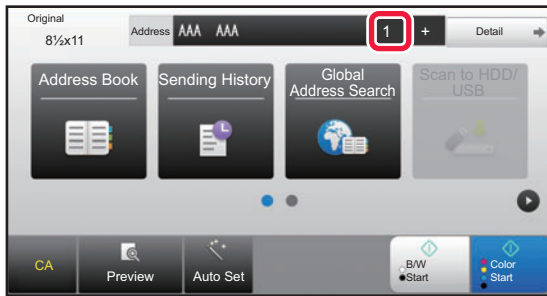 Original
8½x11
Address AAA AAA 1 + Detail
Address Book
Sending History
Global
Address Search
Scan to HDD/
USB
CA
Preview
Auto Set
B/W
Start
Color
Start